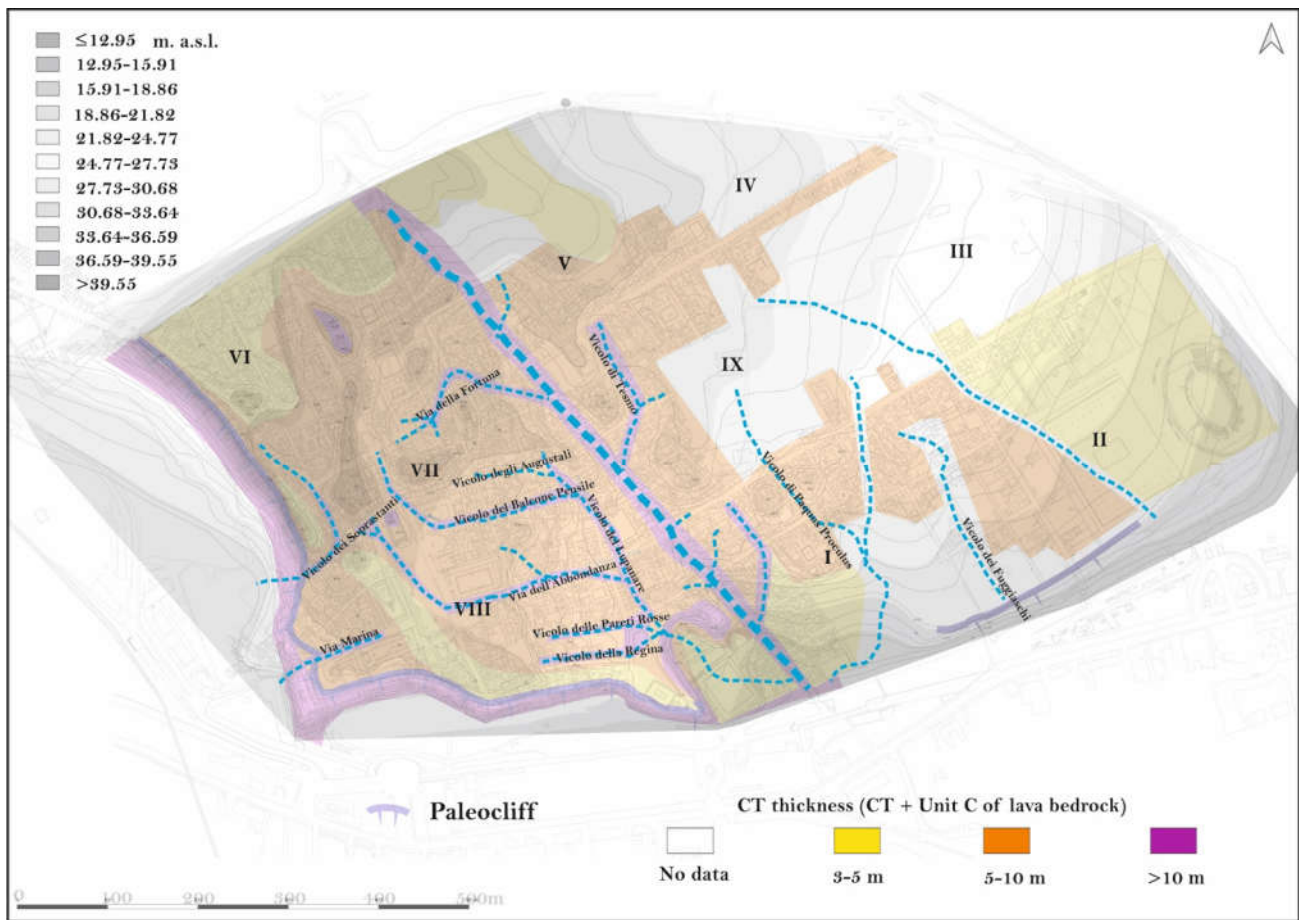 ≤12.95 m. a.s.l.
12.95-15.91
15.91-18.86
18.86-21.82
21.82-24.77
24.77-27.73
27.73-30.68
30.68-33.64
33.64-36.59
36.59-39.55
>39.55
IV
III
V
VI
IX
II
VII
VIII
I
Vicolo di Tesmo
Via della Fortuna
Vicolo degli Augustali
Vicolo del Balcone Pensile
Vicolo dei Soprastanti
Vicolo del Lupanare
Vicolo di Paquus Proculus
Via dell'Abbondanza
Vicolo dei Fuggiaschi
Vicolo delle Pareti Rosse
Via Marina
Vicolo della Regina
Paleocliff
CT thickness (CT + Unit C of lava bedrock)
No data
3-5 m
5-10 m
>10 m
0 100 200 300 400 500m